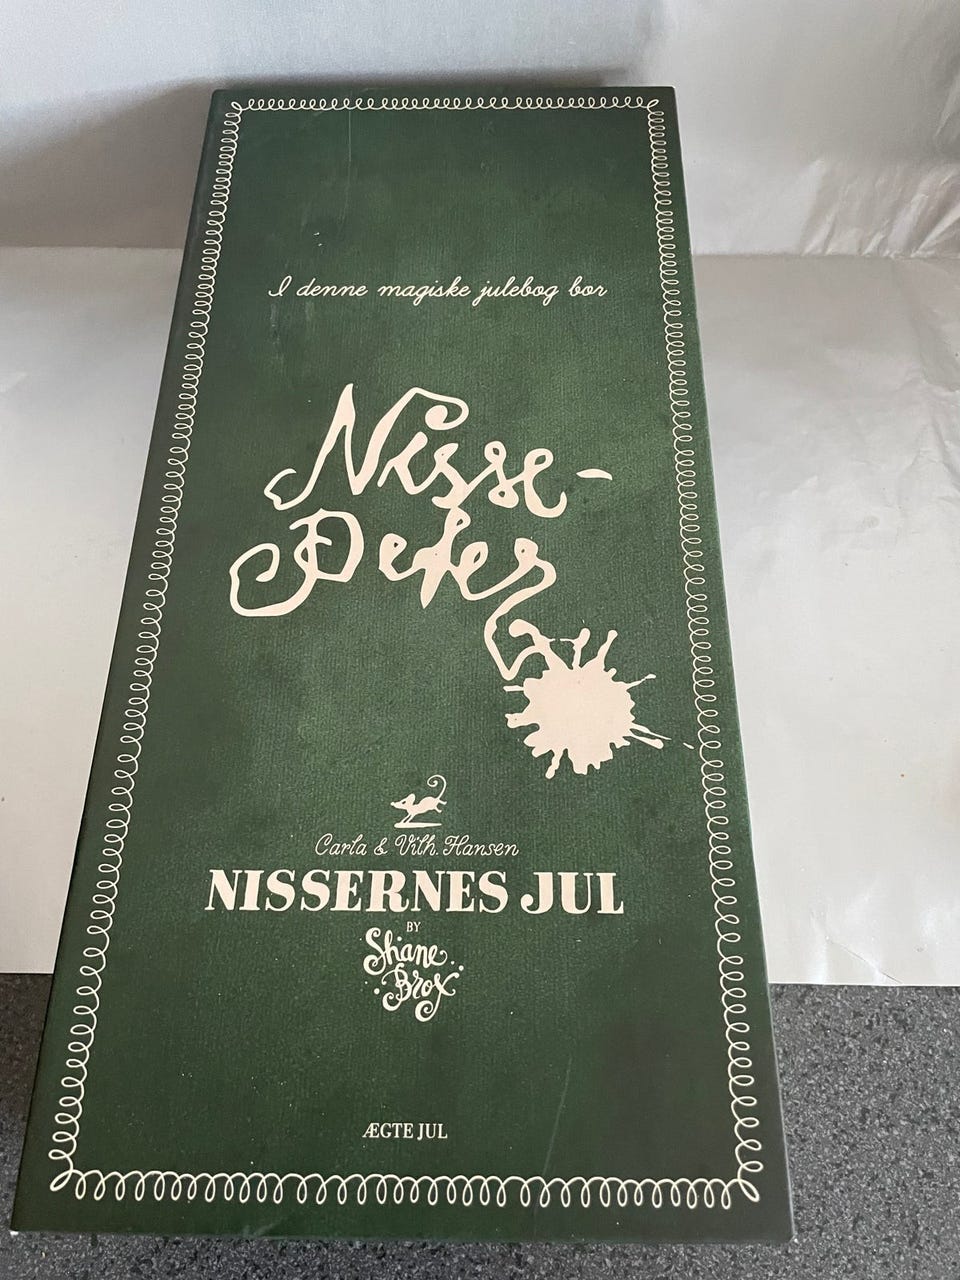 I denne magiske julebog bor
Nisse-
Peter
Carla & Vilh. Hansen
NISSERNES JUL
BY
Shane
Brox
ÆGTE JUL